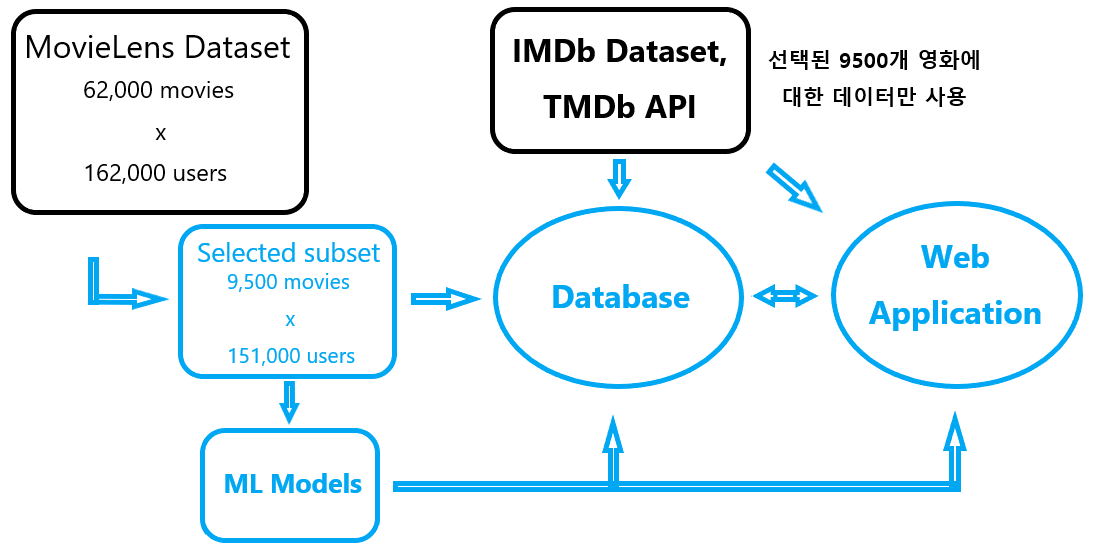 MovieLens Dataset
62,000 movies
x
162,000 users
IMDb Dataset,
TMDb API
선택된 9500개 영화에
대한 데이터만 사용
Selected subset
9,500 movies
x
151,000 users
Database
Web
Application
ML Models